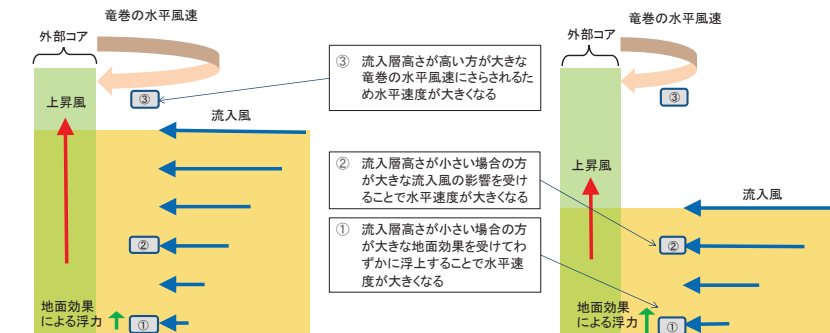 竜巻の水平風速
外部コア
上昇風
③
流入風
②
地面効果
による浮力
①
③ 流入層高さが高い方が大きな
竜巻の水平風速にさらされるた
め水平速度が大きくなる
② 流入層高さが小さい場合の方
が大きな流入風の影響を受け
ることで水平速度が大きくなる
① 流入層高さが小さい場合の方
が大きな地面効果を受けてわ
ずかに浮上することで水平速
度が大きくなる
竜巻の水平風速
外部コア
③
上昇風
流入風
②
地面効果
による浮力
①